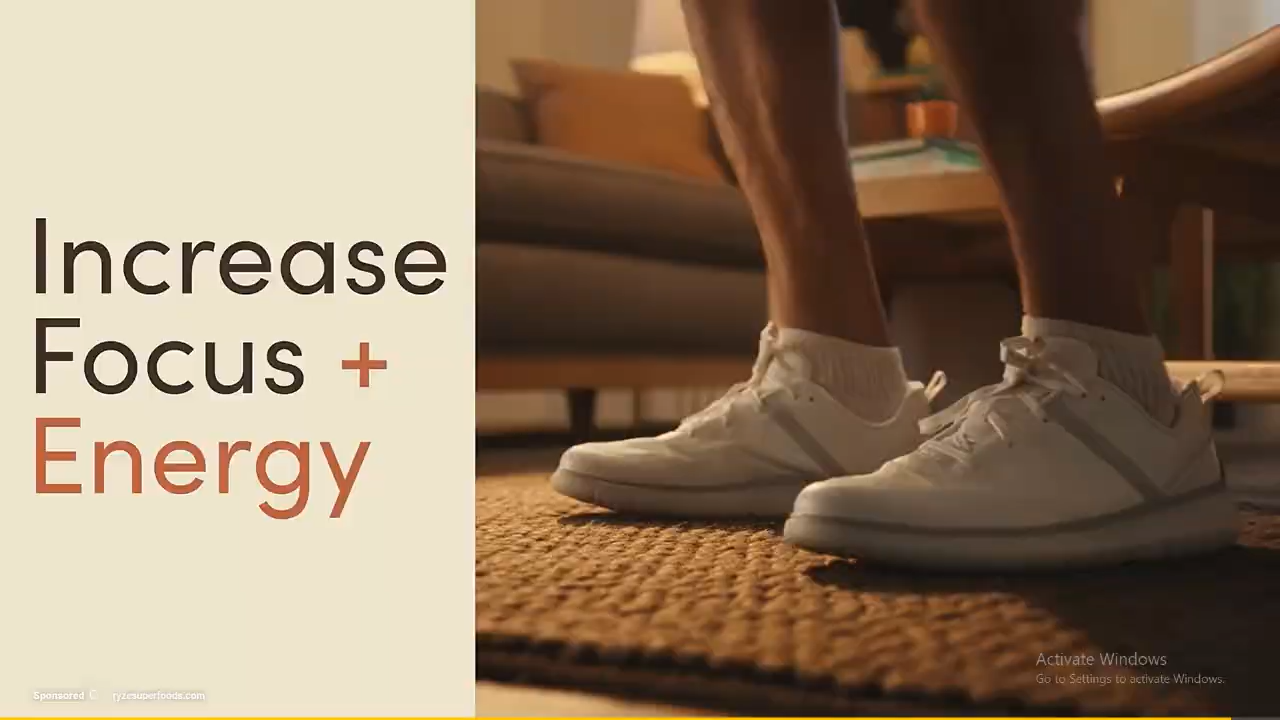 Increase
Focus +
Energy
Sponsored
ryzesuperfoods.com
Activate Windows
Go to Settings to activate Windows.